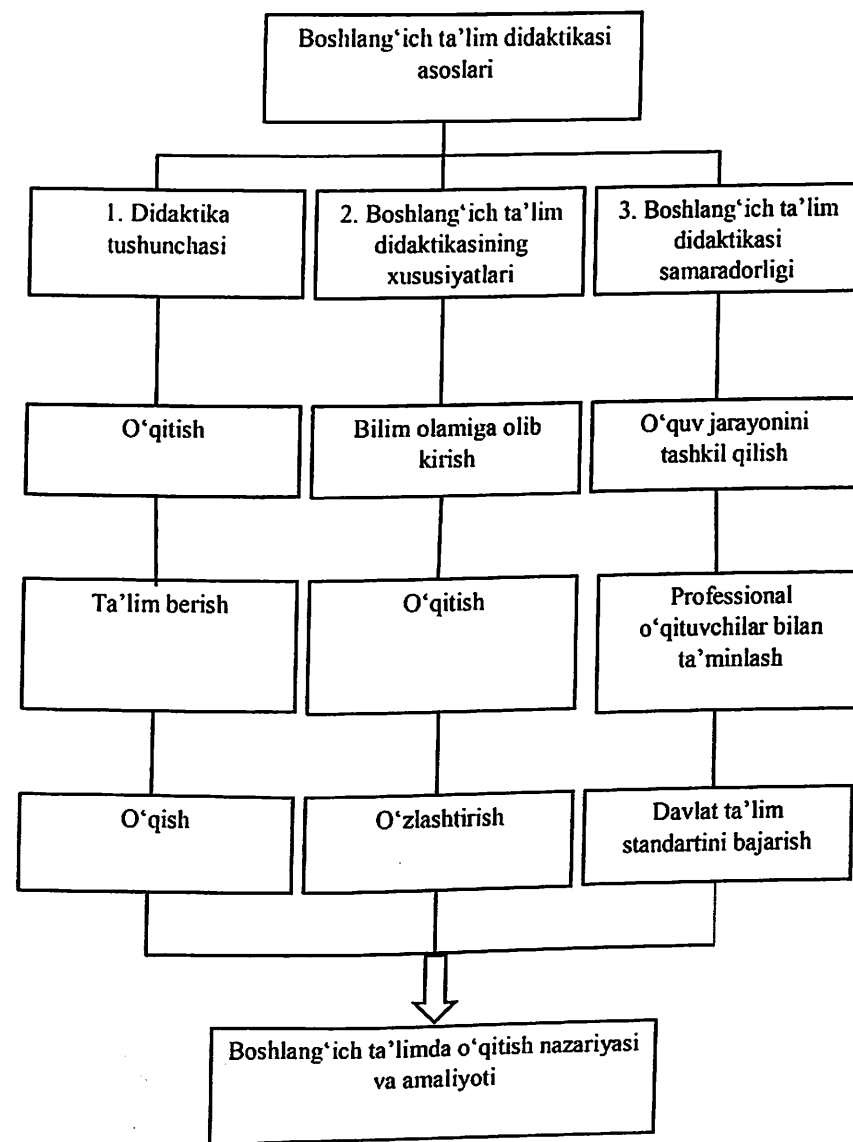 Boshlang‘ich ta’lim didaktikasi
asoslari
1. Didaktika
tushunchasi
2. Boshlang‘ich ta’lim
didaktikasining
xususiyatlari
3. Boshlang‘ich ta’lim
didaktikasi
samaradorligi
O‘qitish
Bilim olamiga olib
kirish
O‘quv jarayonini
tashkil qilish
Ta’lim berish
O‘qitish
Professional
o‘qituvchilar bilan
ta’minlash
O‘qish
O‘zlashtirish
Davlat ta’lim
standartini bajarish
Boshlang‘ich ta’limda o‘qitish nazariyasi
va amaliyoti